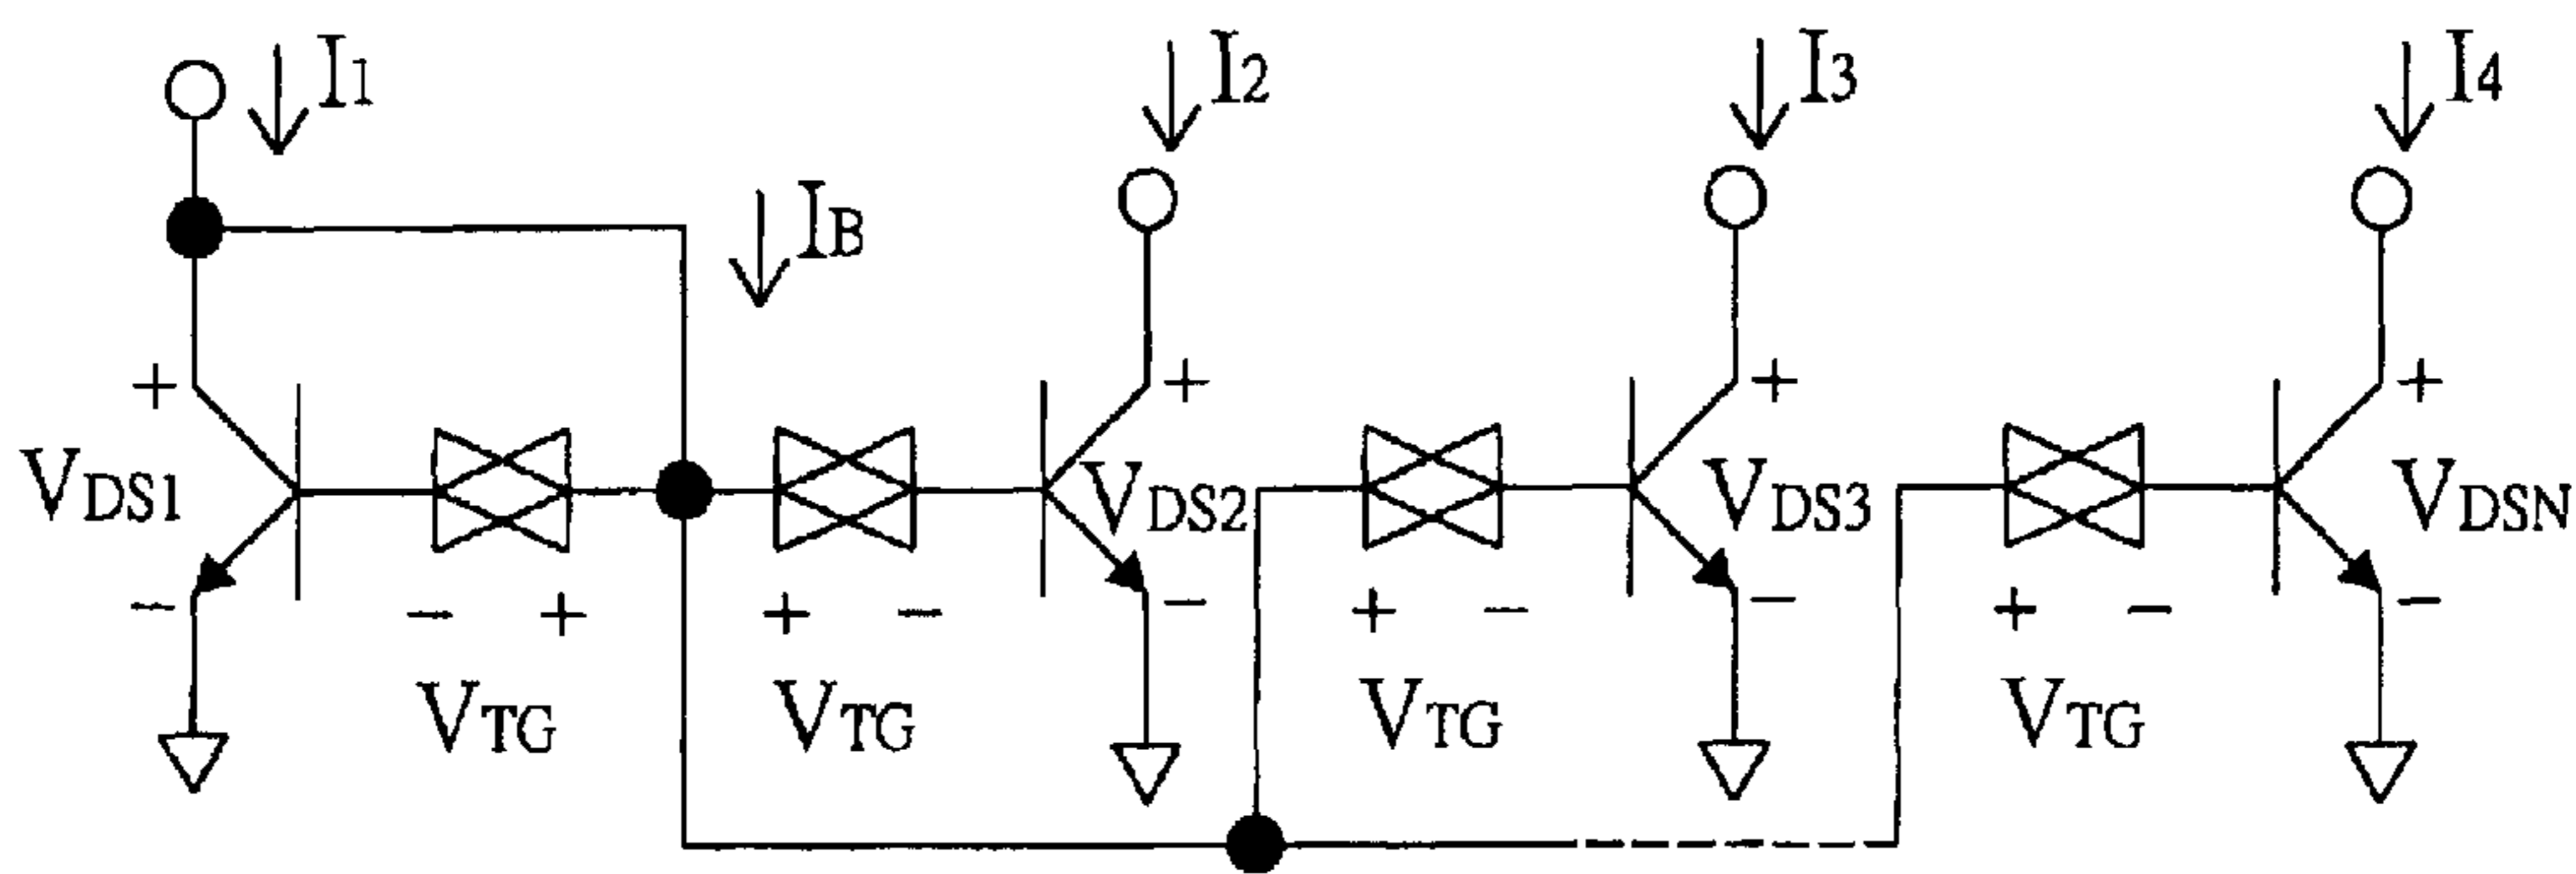 I1 I2 I3 I4
IB
+ + + +
VDS1 VDS2 VDS3 VDSN
− − + + − − + − − + − −
VTG VTG VTG VTG